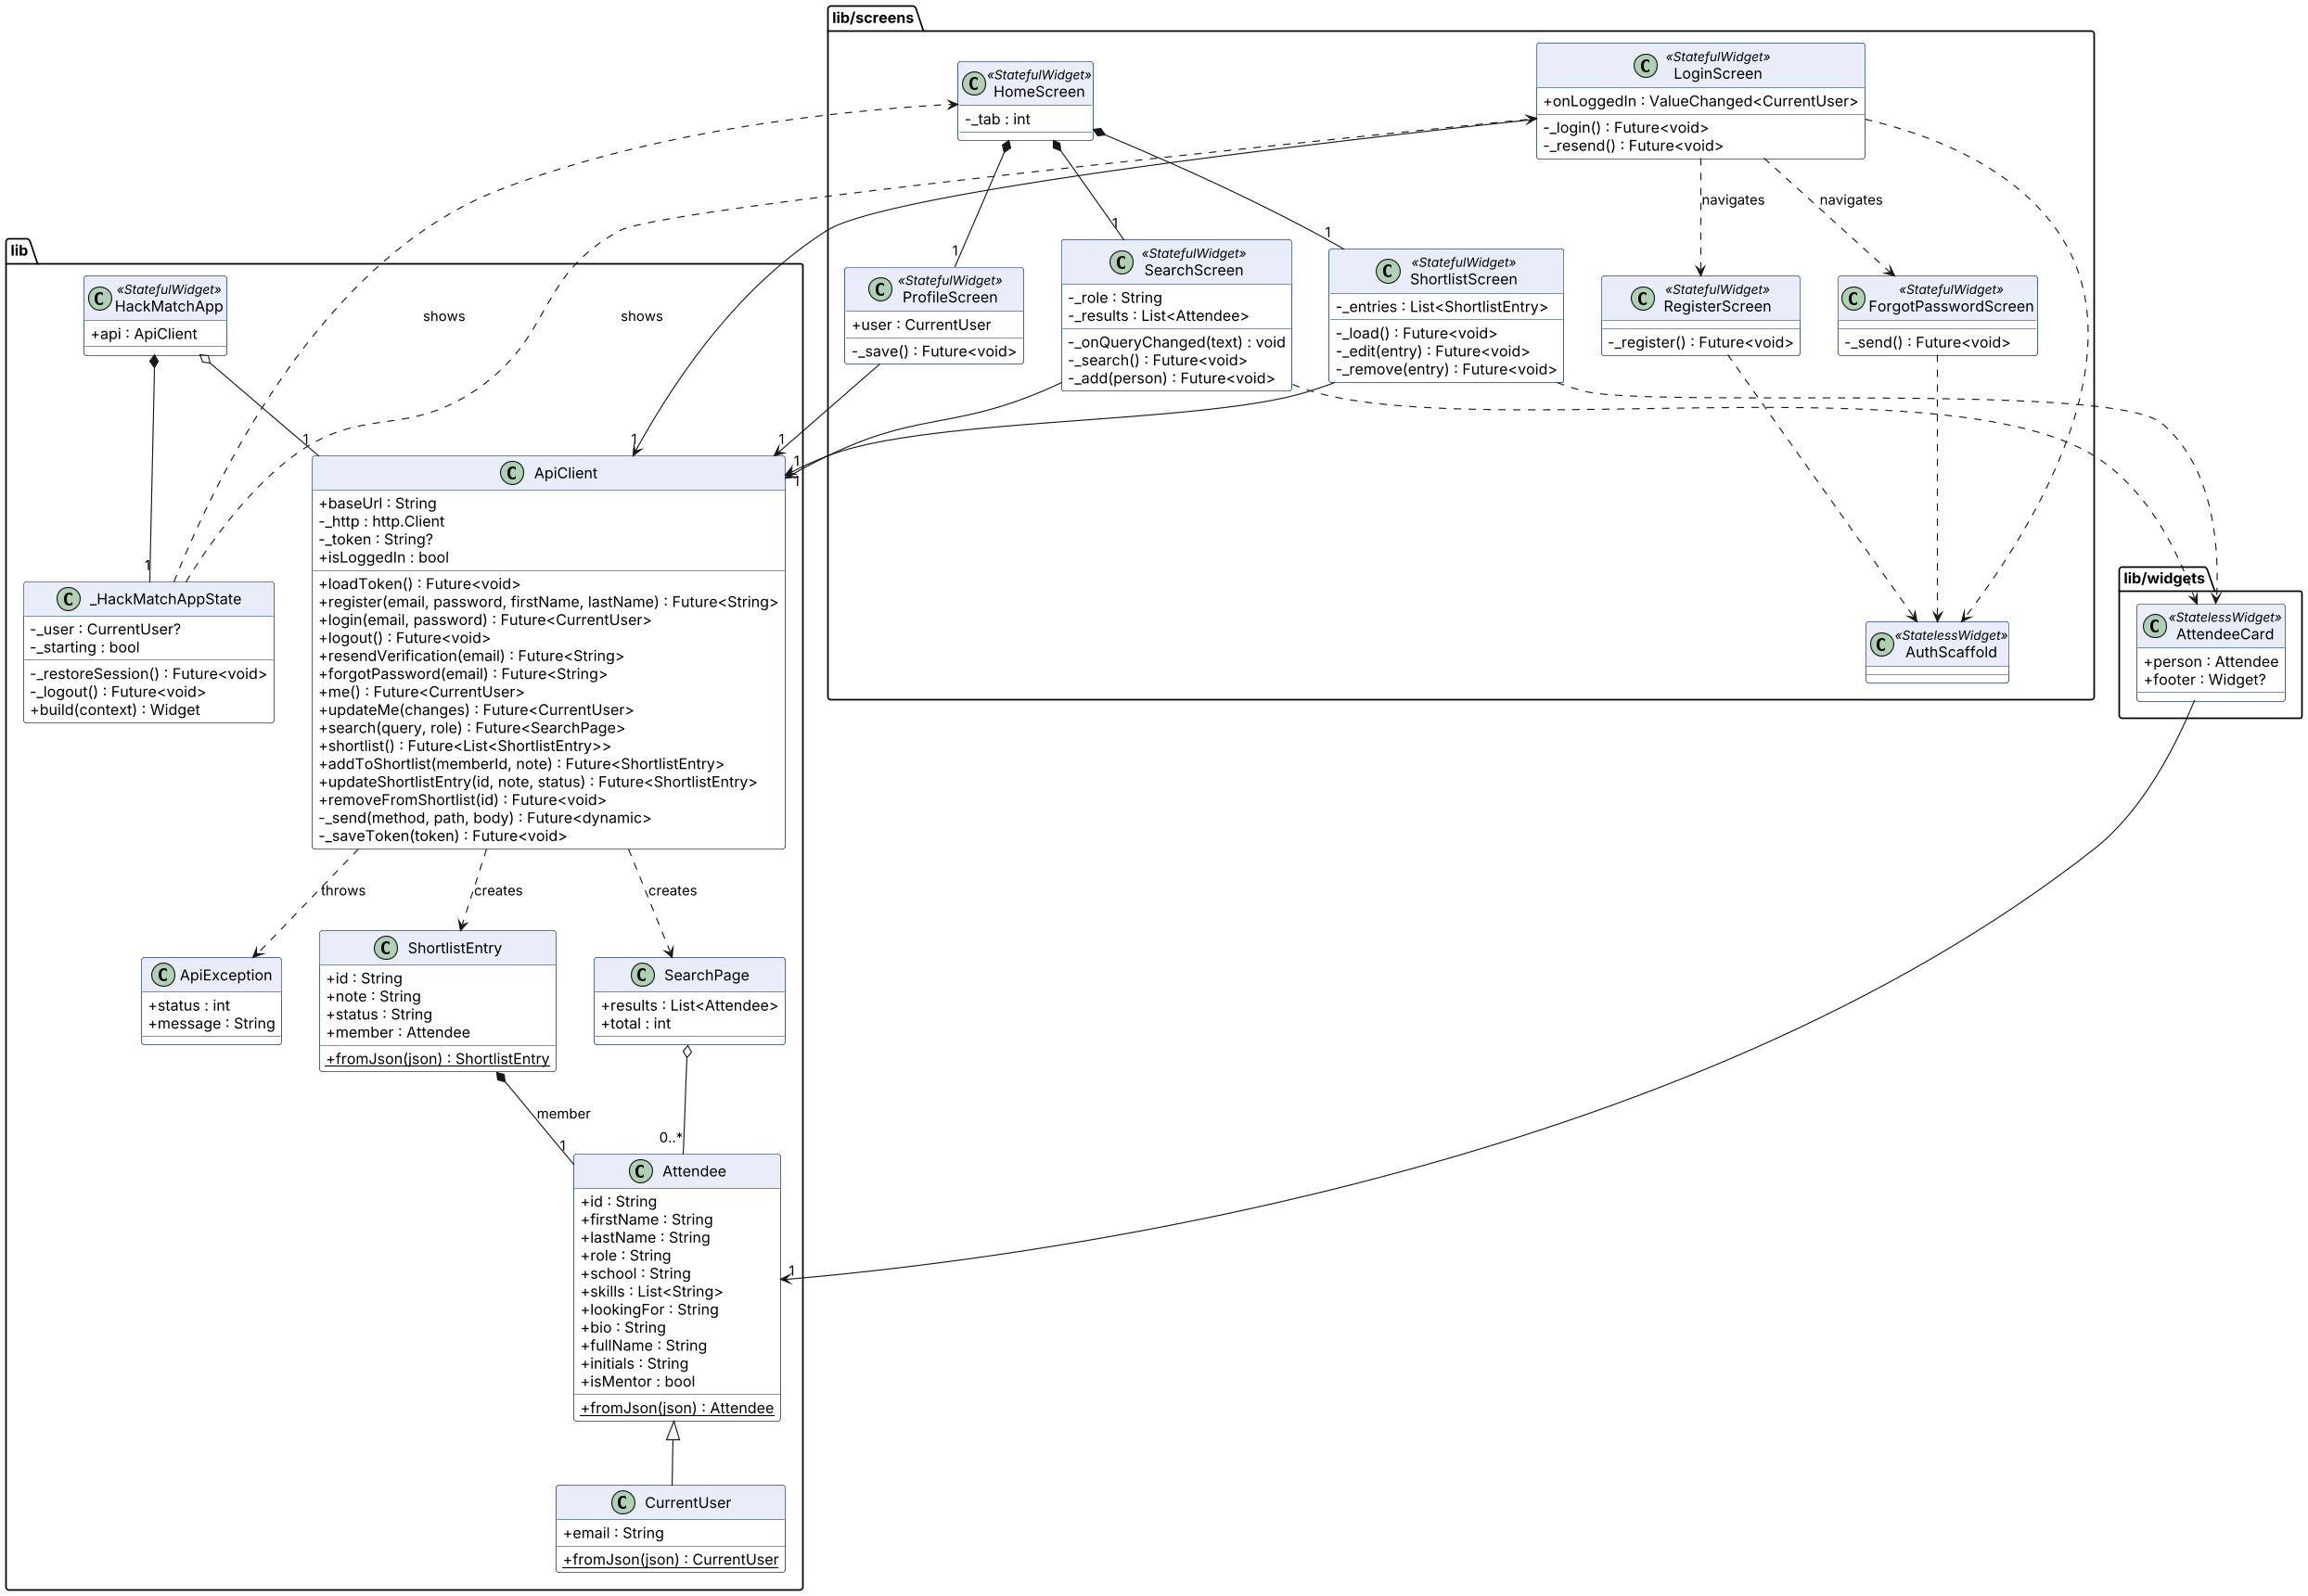 lib/screens
«StatefulWidget»
HomeScreen
-_tab : int
«StatefulWidget»
LoginScreen
+onLoggedIn : ValueChanged<CurrentUser>
-_login() : Future<void>
-_resend() : Future<void>
navigates
navigates
1
1
1
«StatefulWidget»
ProfileScreen
+user : CurrentUser
-_save() : Future<void>
«StatefulWidget»
SearchScreen
-_role : String
-_results : List<Attendee>
-_onQueryChanged(text) : void
-_search() : Future<void>
-_add(person) : Future<void>
«StatefulWidget»
ShortlistScreen
-_entries : List<ShortlistEntry>
-_load() : Future<void>
-_edit(entry) : Future<void>
-_remove(entry) : Future<void>
«StatefulWidget»
RegisterScreen
-_register() : Future<void>
«StatefulWidget»
ForgotPasswordScreen
-_send() : Future<void>
«StatelessWidget»
AuthScaffold
lib/widgets
«StatelessWidget»
AttendeeCard
+person : Attendee
+footer : Widget?
lib
«StatefulWidget»
HackMatchApp
+api : ApiClient
shows
shows
1
1
1
1
1
1
_HackMatchAppState
-_user : CurrentUser?
-_starting : bool
-_restoreSession() : Future<void>
-_logout() : Future<void>
+build(context) : Widget
ApiClient
+baseUrl : String
-_http : http.Client
-_token : String?
+isLoggedIn : bool
+loadToken() : Future<void>
+register(email, password, firstName, lastName) : Future<String>
+login(email, password) : Future<CurrentUser>
+logout() : Future<void>
+resendVerification(email) : Future<String>
+forgotPassword(email) : Future<String>
+me() : Future<CurrentUser>
+updateMe(changes) : Future<CurrentUser>
+search(query, role) : Future<SearchPage>
+shortlist() : Future<List<ShortlistEntry>>
+addToShortlist(memberId, note) : Future<ShortlistEntry>
+updateShortlistEntry(id, note, status) : Future<ShortlistEntry>
+removeFromShortlist(id) : Future<void>
-_send(method, path, body) : Future<dynamic>
-_saveToken(token) : Future<void>
throws
creates
creates
ApiException
+status : int
+message : String
ShortlistEntry
+id : String
+note : String
+status : String
+member : Attendee
+fromJson(json) : ShortlistEntry
SearchPage
+results : List<Attendee>
+total : int
member
1
0..*
1
Attendee
+id : String
+firstName : String
+lastName : String
+role : String
+school : String
+skills : List<String>
+lookingFor : String
+bio : String
+fullName : String
+initials : String
+isMentor : bool
+fromJson(json) : Attendee
CurrentUser
+email : String
+fromJson(json) : CurrentUser